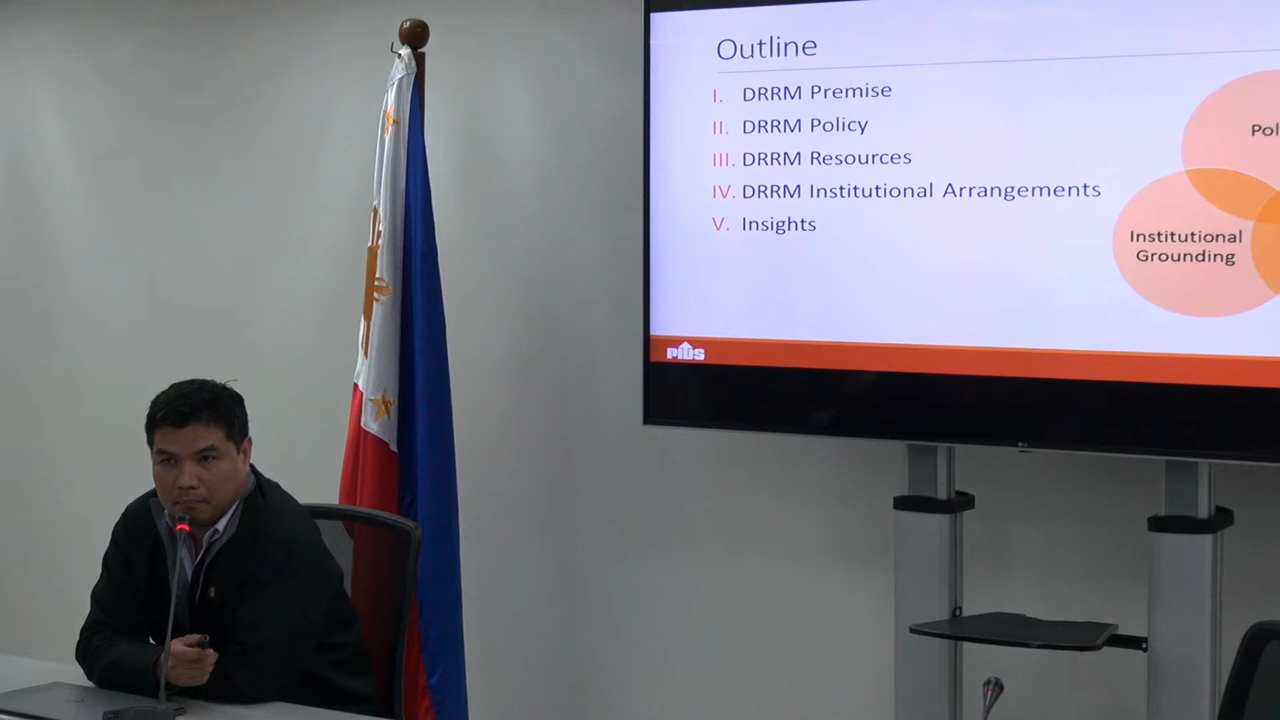 Outline
I. DRRM Premise
II. DRRM Policy
III. DRRM Resources
IV. DRRM Institutional Arrangements
V. Insights
Pol
Institutional
Grounding
PIDS